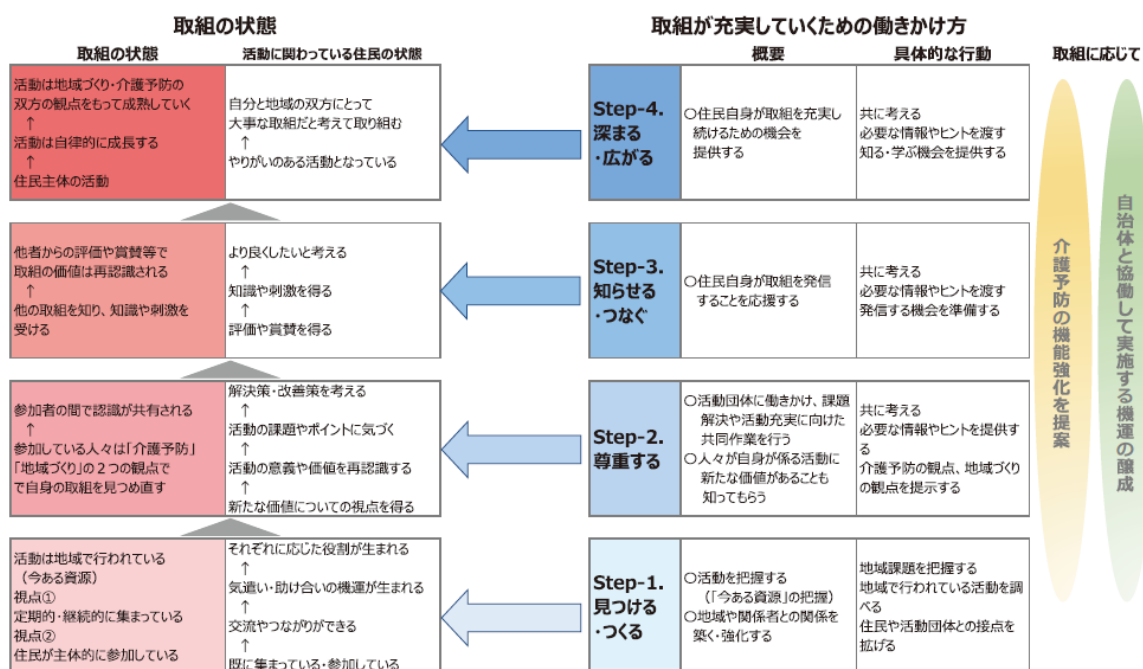 取組の状態
取組が充実していくための働きかけ方
取組の状態
活動に関わっている住民の状態
概要
具体的な行動
取組に応じて
活動は地域づくり・介護予防の
双方の観点をもって成熟していく
↑
活動は自律的に成長する
↑
住民主体の活動
自分と地域の双方にとって
大事な取組だと考えて取り組む
↑
やりがいのある活動となっている
Step-4.
深まる
・広がる
○住民自身が取組を充実し
続けるための機会を
提供する
共に考える
必要な情報やヒントを渡す
知る・学ぶ機会を提供する
他者からの評価や賞賛等で
取組の価値は再認識される
↑
他の取組を知り、知識や刺激を
受ける
より良くしたいと考える
↑
知識や刺激を得る
↑
評価や賞賛を得る
Step-3.
知らせる
・つなぐ
○住民自身が取組を発信
することを応援する
共に考える
必要な情報やヒントを渡す
発信する機会を準備する
参加者の間で認識が共有される
↑
参加している人々は「介護予防」
「地域づくり」の２つの観点で
で自身の取組を見つめ直す
解決策・改善策を考える
↑
活動の課題やポイントに気づく
↑
活動の意義や価値を再認識する
↑
新たな価値についての視点を得る
Step-2.
尊重する
○活動団体に働きかけ、課題
解決や活動充実に向けた
共同作業を行う
○人々が自身が係る活動に
新たな価値があることも
知ってもらう
共に考える
必要な情報やヒントを提供す
る
介護予防の観点、地域づくり
の観点を提示する
活動は地域で行われている
（今ある資源）
視点①
定期的・継続的に集まっている
視点②
住民が主体的に参加している
それぞれに応じた役割が生まれる
↑
気遣い・助け合いの機運が生まれる
↑
交流やつながりができる
↑
既に集まっている・参加している
Step-1.
見つける
・つくる
○活動を把握する
（「今ある資源」の把握）
○地域や関係者との関係を
築く・強化する
地域課題を把握する
地域で行われている活動を調
べる
住民や活動団体との接点を
拡げる
介護予防の機能強化を提案
自治体と協働して実施する機運の醸成